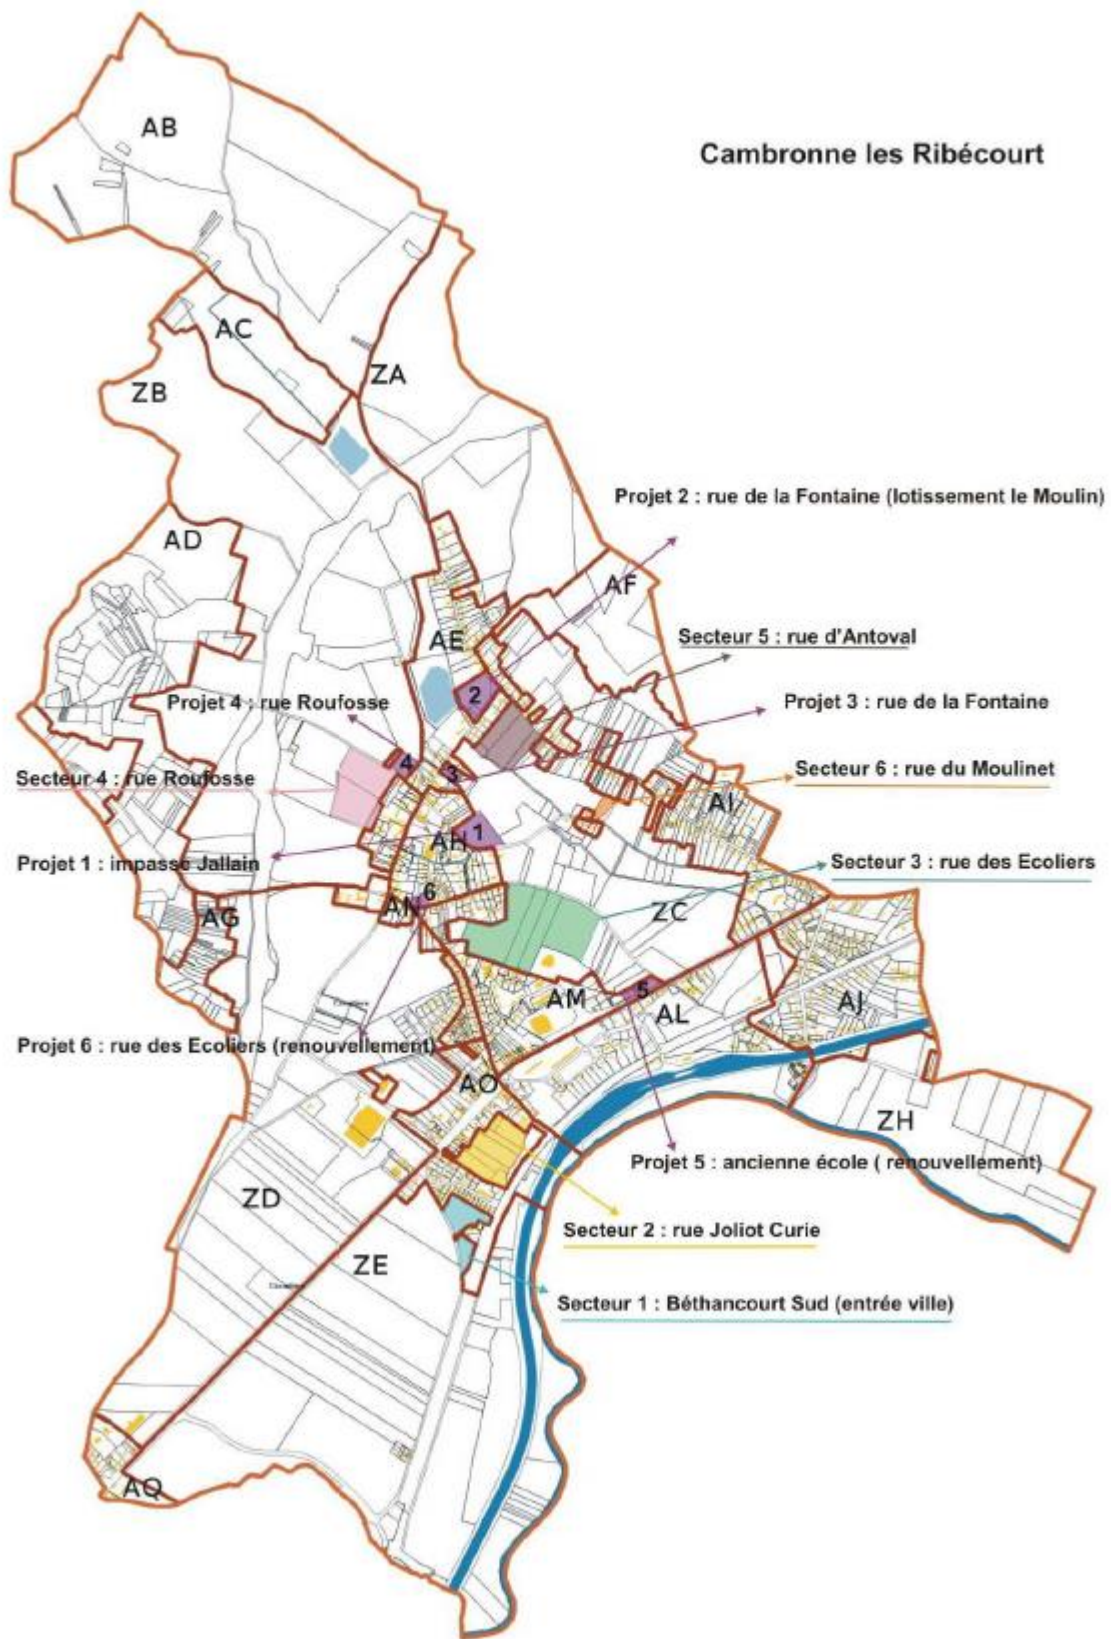 AB
Cambronne les Ribécourt
AC
ZA
ZB
Projet 2 : rue de la Fontaine (lotissement le Moulin)
AD
AF
AE
Secteur 5 : rue d'Antoval
2
Projet 4 : rue Roufosse
Projet 3 : rue de la Fontaine
4
3
Secteur 4 : rue Roufosse
Secteur 6 : rue du Moulinet
AI
1
AH
Projet 1 : impasse Jallain
Secteur 3 : rue des Ecoliers
6
AN
ZC
AG
5
AM
AL
AJ
Projet 6 : rue des Ecoliers (renouvellement)
AO
ZH
Projet 5 : ancienne école ( renouvellement)
ZD
Secteur 2 : rue Joliot Curie
ZE
Secteur 1 : Béthancourt Sud (entrée ville)
AQ